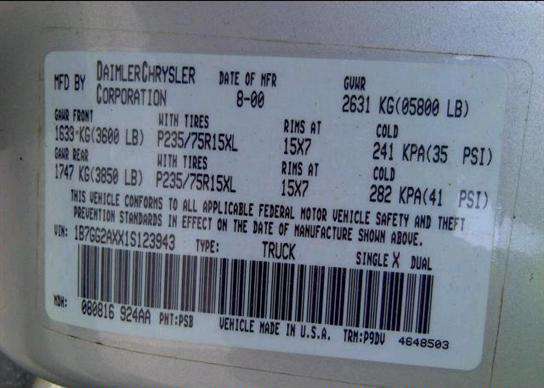 MFD BY DAIMLERCHRYSLER CORPORATION DATE OF MFR 8-00 GVWR 2631 KG(05800 LB)
GAWR FRONT WITH TIRES RIMS AT COLD
1633 KG(3600 LB) P235/75R15XL 15X7 241 KPA(35 PSI)
GAWR REAR WITH TIRES RIMS AT COLD
1747 KG(3850 LB) P235/75R15XL 15X7 282 KPA(41 PSI)
THIS VEHICLE CONFORMS TO ALL APPLICABLE FEDERAL MOTOR VEHICLE SAFETY AND THEFT
PREVENTION STANDARDS IN EFFECT ON THE DATE OF MANUFACTURE SHOWN ABOVE.
VIN: 1B7GG2AXX1S123943 TYPE: TRUCK SINGLE X DUAL
MDH: 080816 924AA PNT:PSB VEHICLE MADE IN U.S.A. TRM:P9DV 4648503